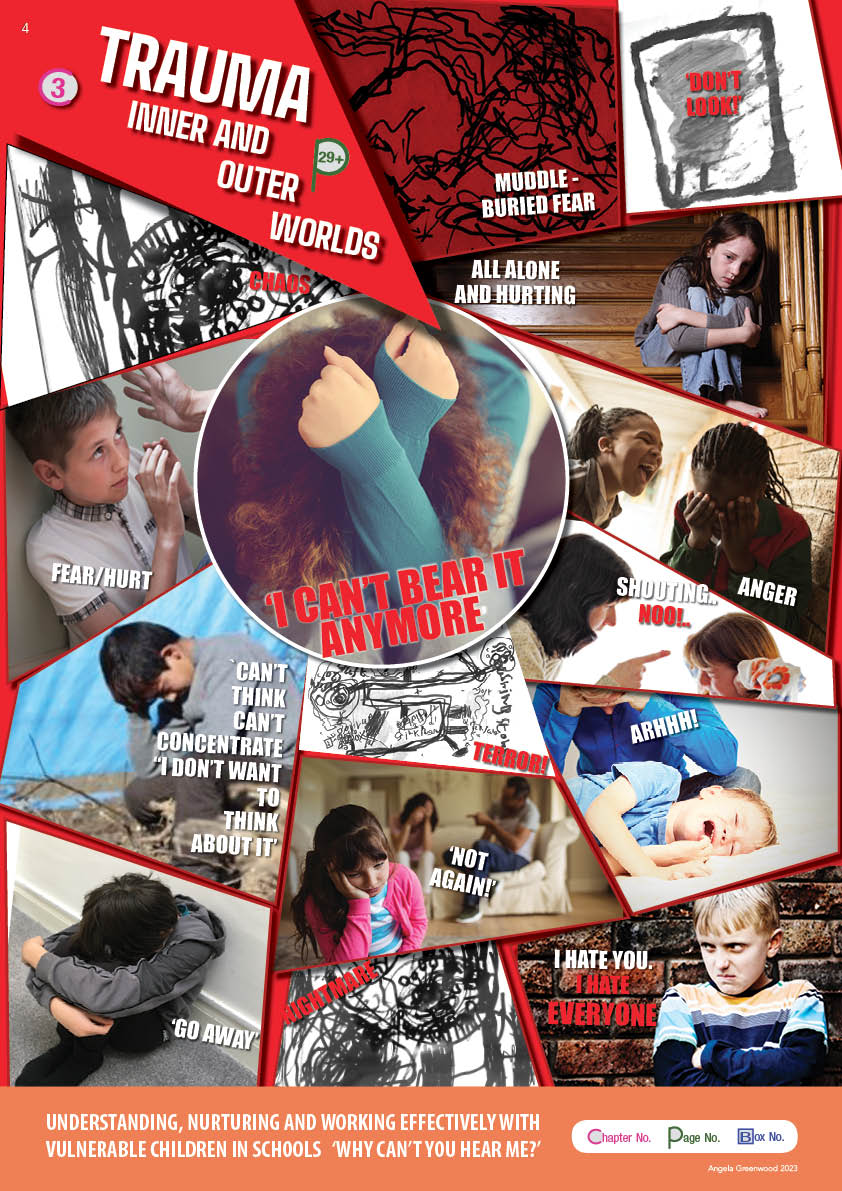 4
3
TRAUMA
INNER AND
OUTER
WORLDS
29+
MUDDLE -
BURIED FEAR
'DON'T
LOOK!'
CHAOS
ALL ALONE
AND HURTING
FEAR/HURT
'I CAN'T BEAR IT
ANYMORE
SHOUTING..
NOO!..
ANGER
`CAN'T
THINK
CAN'T
CONCENTRATE
"I DON'T WANT
TO
THINK
ABOUT IT'
TERROR!
ARHHH!
'NOT
AGAIN!'
'GO AWAY'
NIGHTMARE
I HATE YOU.
I HATE
EVERYONE
UNDERSTANDING, NURTURING AND WORKING EFFECTIVELY WITH
VULNERABLE CHILDREN IN SCHOOLS 'WHY CAN'T YOU HEAR ME?'
Chapter No. Page No. Box No.
Angela Greenwood 2023